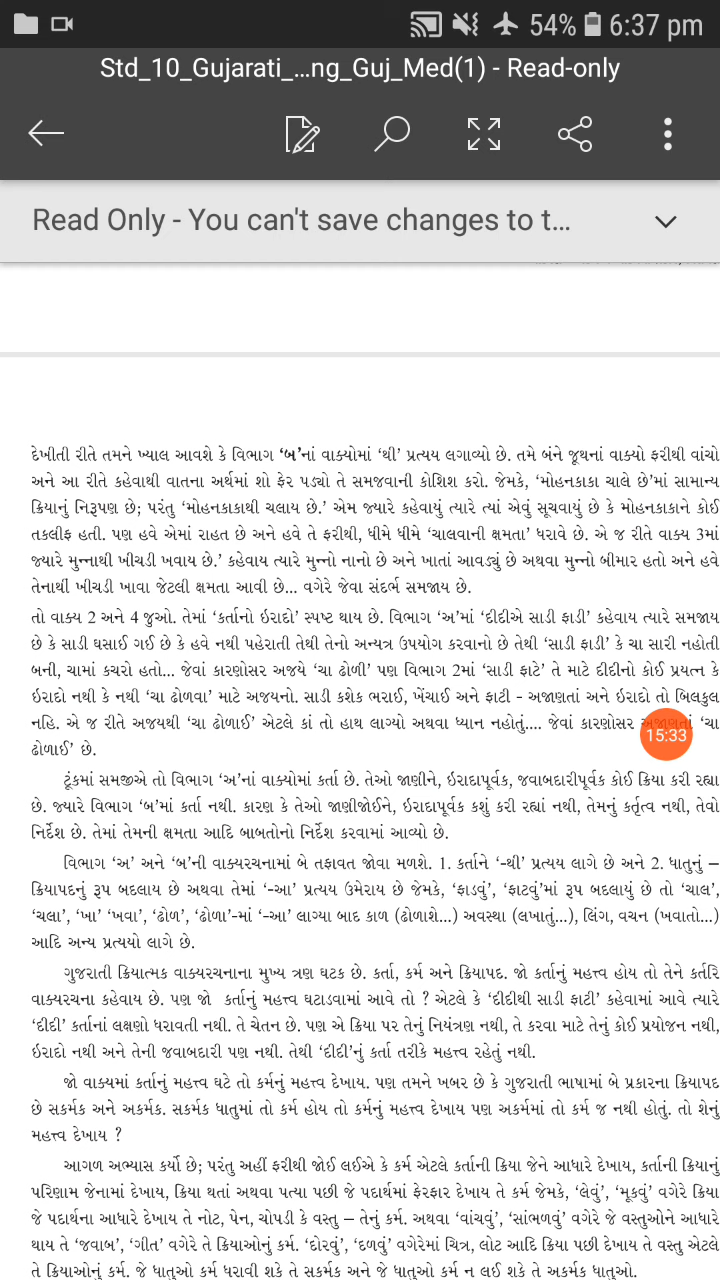 54% 6:37 pm
Std_10_Gujarati_...ng_Guj_Med(1) - Read-only
Read Only - You can't save changes to t...
દેખીતી રીતે તમને ખ્યાલ આવશે કે વિભાગ ‘બ’નાં વાક્યોમાં ‘થી’ પ્રત્યય લગાવ્યો છે. તમે બંને જૂથનાં વાક્યો ફરીથી વાંચો
અને આ રીતે કહેવાથી વાતના અર્થમાં શો ફેર પડ્યો તે સમજવાની કોશિશ કરો. જેમકે, ‘મોહનકાકા ચાલે છે’માં સામાન્ય
ક્રિયાનું નિરૂપણ છે; પરંતુ ‘મોહનકાકાથી ચલાય છે.’ એમ જ્યારે કહેવાયું ત્યારે ત્યાં એવું સૂચવાયું છે કે મોહનકાકાને કોઈ
તકલીફ હતી. પણ હવે એમાં રાહત છે અને હવે તે ફરીથી, ધીમે ધીમે ‘ચાલવાની ક્ષમતા’ ધરાવે છે. એ જ રીતે વાક્ય 3માં
જ્યારે મુન્નાથી ખીચડી ખવાય છે.’ કહેવાય ત્યારે મુન્નો નાનો છે અને ખાતાં આવડ્યું છે અથવા મુન્નો બીમાર હતો અને હવે
તેનાથી ખીચડી ખાવા જેટલી ક્ષમતા આવી છે... વગેરે જેવા સંદર્ભ સમજાય છે.
તો વાક્ય 2 અને 4 જુઓ. તેમાં ‘કર્તાનો ઇરાદો’ સ્પષ્ટ થાય છે. વિભાગ ‘અ’માં ‘દીદીએ સાડી ફાડી’ કહેવાય ત્યારે સમજાય
છે કે સાડી ઘસાઈ ગઈ છે કે હવે નથી પહેરાતી તેથી તેનો અન્યત્ર ઉપયોગ કરવાનો છે તેથી ‘સાડી ફાડી’ કે ચા સારી નહોતી
બની, ચામાં કચરો હતો... જેવાં કારણોસર અજયે ‘ચા ઢોળી’ પણ વિભાગ 2માં ‘સાડી ફાટે’ તે માટે દીદીનો કોઈ પ્રયત્ન કે
ઇરાદો નથી કે નથી ‘ચા ઢોળવા’ માટે અજયનો. સાડી કશેક ભરાઈ, ખેંચાઈ અને ફાટી - અજાણતાં અને ઇરાદો તો બિલકુલ
નહિ. એ જ રીતે અજયથી ‘ચા ઢોળાઈ’ એટલે કાં તો હાથ લાગ્યો અથવા ધ્યાન નહોતું.... જેવાં કારણોસર અજાણતાં ‘ચા
15:33
ઢોળાઈ’ છે.
ટૂંકમાં સમજીએ તો વિભાગ ‘અ’નાં વાક્યોમાં કર્તા છે. તેઓ જાણીને, ઇરાદાપૂર્વક, જવાબદારીપૂર્વક કોઈ ક્રિયા કરી રહ્યા
છે. જ્યારે વિભાગ ‘બ’માં કર્તા નથી. કારણ કે તેઓ જાણીજોઈને, ઇરાદાપૂર્વક કશું કરી રહ્યાં નથી, તેમનું કર્તૃત્વ નથી, તેવો
નિર્દેશ છે. તેમાં તેમની ક્ષમતા આદિ બાબતોનો નિર્દેશ કરવામાં આવ્યો છે.
વિભાગ ‘અ’ અને ‘બ’ની વાક્યરચનામાં બે તફાવત જોવા મળશે. 1. કર્તાને ‘-થી’ પ્રત્યય લાગે છે અને 2. ધાતુનું –
ક્રિયાપદનું રૂપ બદલાય છે અથવા તેમાં ‘-આ’ પ્રત્યય ઉમેરાય છે જેમકે, ‘ફાડવું’, ‘ફાટવું’માં રૂપ બદલાયું છે તો ‘ચાલ’,
‘ચલા’, ‘ખા’ ‘ખવા’, ‘ઢોળ’, ‘ઢોળા’-માં ‘-આ’ લાગ્યા બાદ કાળ (ઢોળાશે...) અવસ્થા (લખાતું...), લિંગ, વચન (ખવાતો...)
આદિ અન્ય પ્રત્યયો લાગે છે.
ગુજરાતી ક્રિયાત્મક વાક્યરચનાના મુખ્ય ત્રણ ઘટક છે. કર્તા, કર્મ અને ક્રિયાપદ. જો કર્તાનું મહત્ત્વ હોય તો તેને કર્તરિ
વાક્યરચના કહેવાય છે. પણ જો કર્તાનું મહત્ત્વ ઘટાડવામાં આવે તો ? એટલે કે ‘દીદીથી સાડી ફાટી’ કહેવામાં આવે ત્યારે
‘દીદી’ કર્તાનાં લક્ષણો ધરાવતી નથી. તે ચેતન છે. પણ એ ક્રિયા પર તેનું નિયંત્રણ નથી, તે કરવા માટે તેનું કોઈ પ્રયોજન નથી,
ઇરાદો નથી અને તેની જવાબદારી પણ નથી. તેથી ‘દીદી’નું કર્તા તરીકે મહત્ત્વ રહેતું નથી.
જો વાક્યમાં કર્તાનું મહત્ત્વ ઘટે તો કર્મનું મહત્ત્વ દેખાય. પણ તમને ખબર છે કે ગુજરાતી ભાષામાં બે પ્રકારના ક્રિયાપદ
છે સકર્મક અને અકર્મક. સકર્મક ધાતુમાં તો કર્મ હોય તો કર્મનું મહત્ત્વ દેખાય પણ અકર્મમાં તો કર્મ જ નથી હોતું. તો શેનું
મહત્ત્વ દેખાય ?
આગળ અભ્યાસ કર્યો છે; પરંતુ અહીં ફરીથી જોઈ લઈએ કે કર્મ એટલે કર્તાની ક્રિયા જેને આધારે દેખાય, કર્તાની ક્રિયાનું
પરિણામ જેનામાં દેખાય, ક્રિયા થતાં અથવા પત્યા પછી જે પદાર્થમાં ફેરફાર દેખાય તે કર્મ જેમકે, ‘લેવું’, ‘મૂકવું’ વગેરે ક્રિયા
જે પદાર્થના આધારે દેખાય તે નોટ, પેન, ચોપડી કે વસ્તુ – તેનું કર્મ. અથવા ‘વાંચવું’, ‘સાંભળવું’ વગેરે જે વસ્તુઓને આધારે
થાય તે ‘જવાબ’, ‘ગીત’ વગેરે તે ક્રિયાઓનું કર્મ. ‘દોરવું’, ‘દળવું’ વગેરેમાં ચિત્ર, લોટ આદિ ક્રિયા પછી દેખાય તે વસ્તુ એટલે
તે ક્રિયાઓનું કર્મ. જે ધાતુઓ કર્મ ધરાવી શકે તે સકર્મક અને જે ધાતુઓ કર્મ ન લઈ શકે તે અકર્મક ધાતુઓ.